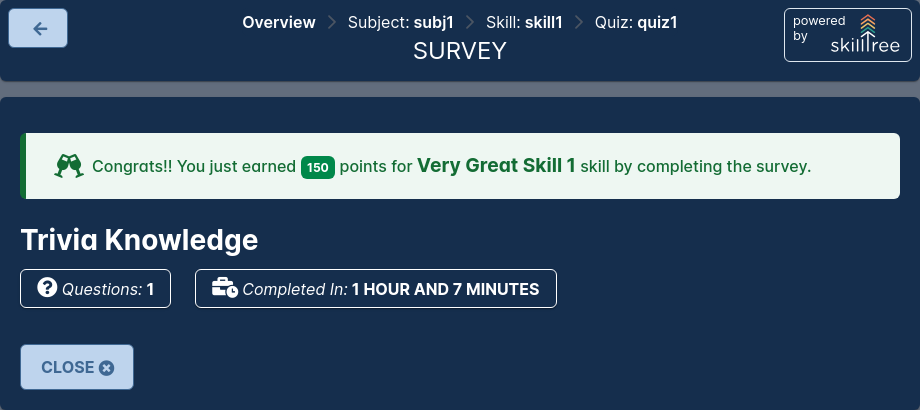 Overview > Subject: subj1 > Skill: skill1 > Quiz: quiz1
SURVEY
powered
by
skilltree
Congrats!! You just earned 150 points for Very Great Skill 1 skill by completing the survey.
Trivia Knowledge
Questions: 1
Completed In: 1 HOUR AND 7 MINUTES
CLOSE